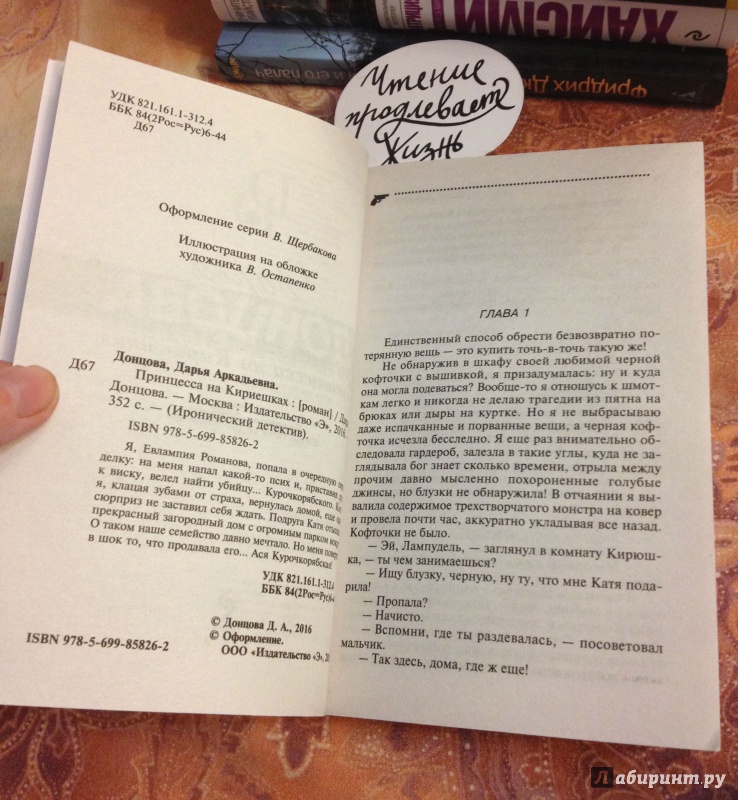 ХАЙСМИ
Фридрих Дю
и его палач
Чтение
продлевает
жизнь
УДК 821.161.1-312.4
ББК 84(2Рос=Рус)6-44
Д67
Оформление серии В. Щербакова
Иллюстрация на обложке
художника В. Остапенко
Донцова, Дарья Аркадьевна.
Д67 Принцесса на Кириешках : [роман] /
Донцова. — Москва : Издательство «Э», 2016.
352 с. — (Иронический детектив).
ISBN 978-5-699-85826-2
Я, Евлампия Романова, попала в очередную
делку: на меня напал какой-то псих и, приставив
к виску, велел найти убийцу... Курочкорябского.
я, клацая зубами от страха, вернулась домой,
сюрприз не заставил себя ждать. Подруга Катя
прекрасный загородный дом с огромным парком
О таком наше семейство давно мечтало. Но меня
в шок то, что продавала его... Ася Курочкорябская!
УДК 821.161.1-312.4
ББК 84(2Рос=Рус)6-4
© Донцова Д. А., 2016
© Оформление.
ООО «Издательство «Э», 20
ISBN 978-5-699-85826-2
ГЛАВА 1
Единственный способ обрести безвозвратно по-
терянную вещь — это купить точь-в-точь такую же!
Не обнаружив в шкафу своей любимой черной
кофточки с вышивкой, я призадумалась: ну и куда
она могла подеваться? Вообще-то я отношусь к шмот-
кам легко и никогда не делаю трагедии из пятна на
брюках или дыры на куртке. Но я не выбрасываю
даже испачканные и порванные вещи, а черная коф-
точка исчезла бесследно. Я еще раз внимательно об-
следовала гардероб, залезла в такие углы, куда не за-
глядывала бог знает сколько времени, отрыла между
прочим давно мысленно похороненные голубые
джинсы, но блузки не обнаружила! В отчаянии я вы-
валила содержимое трехстворчатого монстра на ковер
и провела почти час, аккуратно укладывая все назад.
Кофточки не было.
— Эй, Лампудель, — заглянул в комнату Кирюш-
ка, — ты чем занимаешься?
— Ищу блузку, черную, ну ту, что мне Катя пода-
рила!
— Пропала?
— Начисто.
— Вспомни, где ты раздевалась, — посоветовал
мальчик.
— Так здесь, дома, где ж еще!
Лабиринт.ру